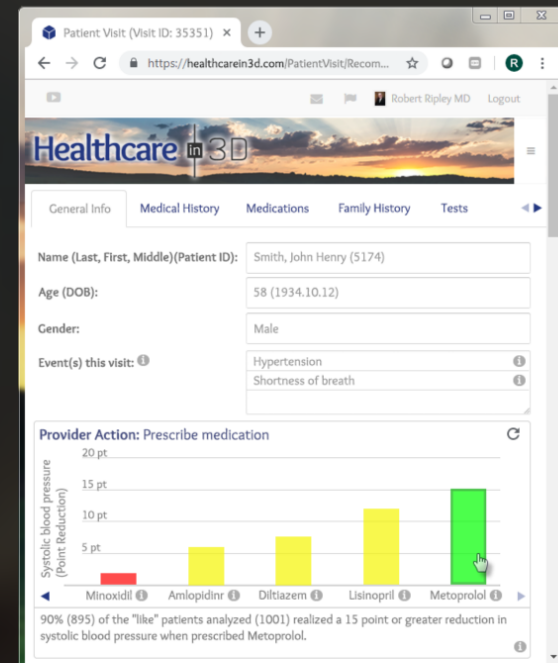 Patient Visit (Visit ID: 35351)
https://healthcarein3d.com/PatientVisit/Recom...
R
Robert Ripley MD Logout
Healthcare in 3D
General Info Medical History Medications Family History Tests
Name (Last, First, Middle)(Patient ID): Smith, John Henry (5174)
Age (DOB): 58 (1934.10.12)
Gender: Male
Event(s) this visit: Hypertension
Shortness of breath
Provider Action: Prescribe medication
Systolic blood pressure
(Point Reduction)
20 pt
15 pt
10 pt
5 pt
Minoxidil Amlopidinr Diltiazem Lisinopril Metoprolol
90% (895) of the "like" patients analyzed (1001) realized a 15 point or greater reduction in
systolic blood pressure when prescribed Metoprolol.